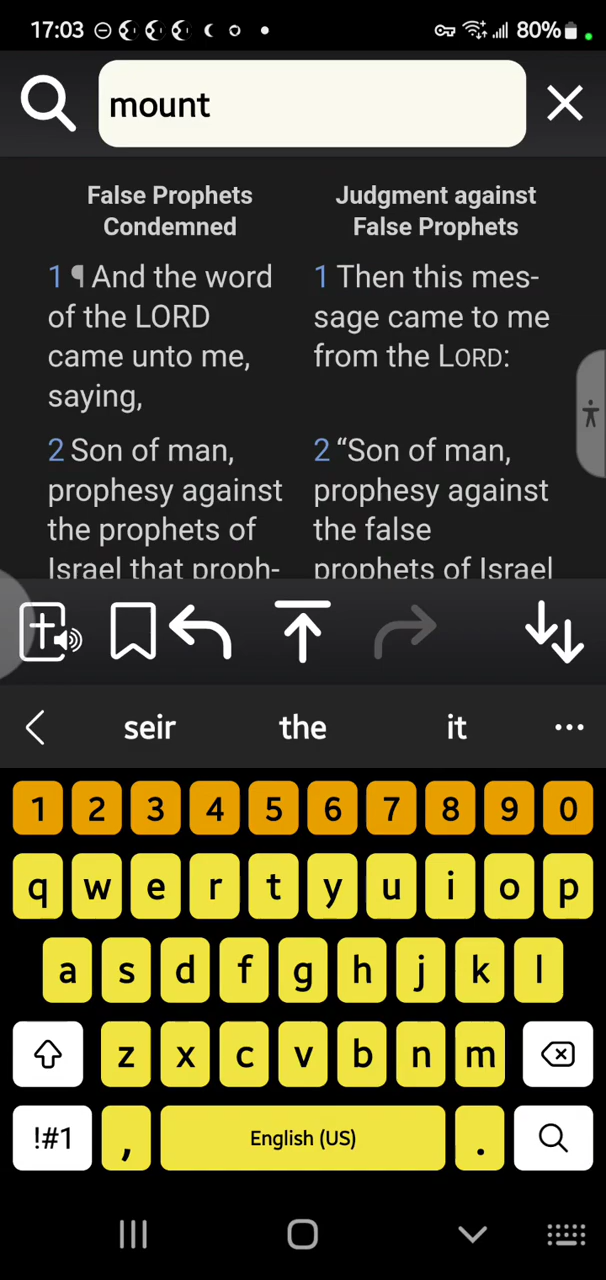 17:03 80%
mount
False Prophets
Condemned
1 ¶ And the word
of the LORD
came unto me,
saying,
2 Son of man,
prophesy against
the prophets of
Israel that proph-
Judgment against
False Prophets
1 Then this mes-
sage came to me
from the LORD:
2 “Son of man,
prophesy against
the false
prophets of Israel
seir the it ...
1 2 3 4 5 6 7 8 9 0
q w e r t y u i o p
a s d f g h j k l
z x c v b n m
!#1 , English (US) .